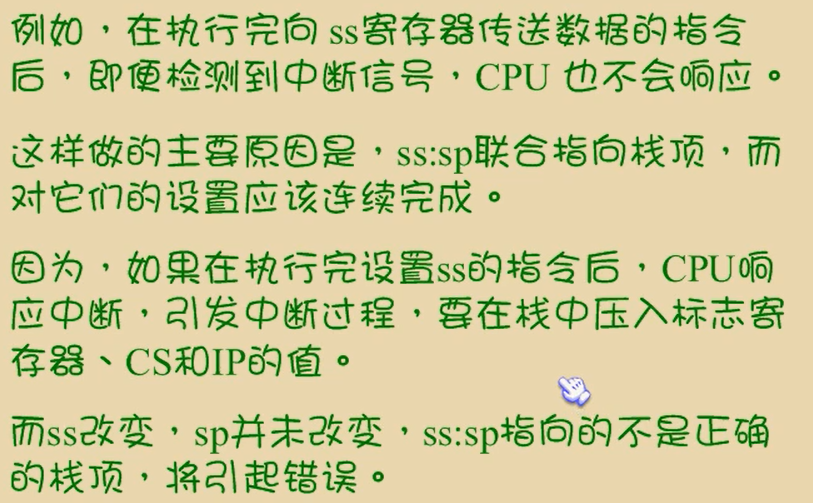 例如，在执行完向 ss寄存器传送数据的指令
后，即便检测到中断信号，CPU 也不会响应。
这样做的主要原因是，ss:sp联合指向栈顶，而
对它们的设置应该连续完成。
因为，如果在执行完设置ss的指令后，CPU响
应中断，引发中断过程，要在栈中压入标志寄
存器、CS和IP的值。
而ss改变，sp并未改变，ss:sp指向的不是正确
的栈顶，将引起错误。